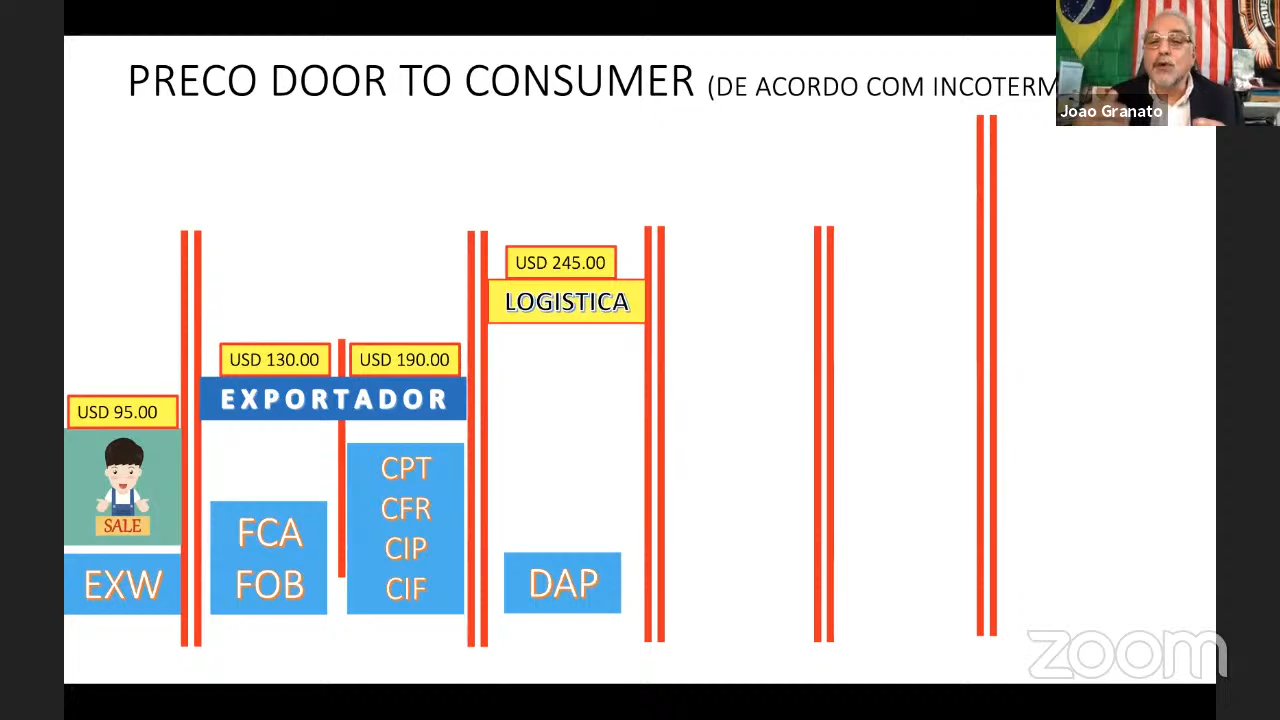 PRECO DOOR TO CONSUMER (DE ACORDO COM INCOTERM
Joao Granato
USD 245.00
LOGISTICA
USD 130.00
USD 190.00
EXPORTADOR
USD 95.00
SALE
EXW
FCA
FOB
CPT
CFR
CIP
CIF
DAP
zoom